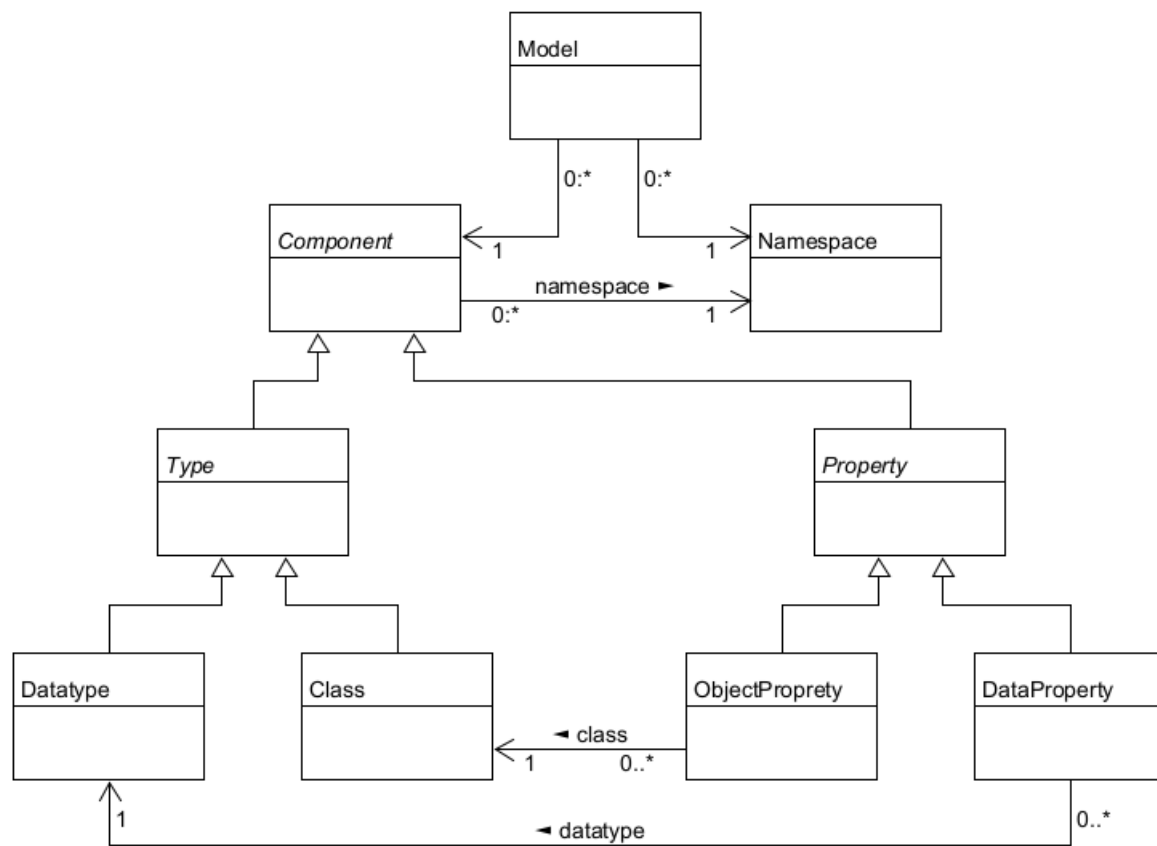 Model
0:*
0:*
Component
1
1
Namespace
namespace ►
0:*
1
Type
Property
Datatype
Class
ObjectProprety
DataProperty
◄ class
1
0..*
1
◄ datatype
0..*